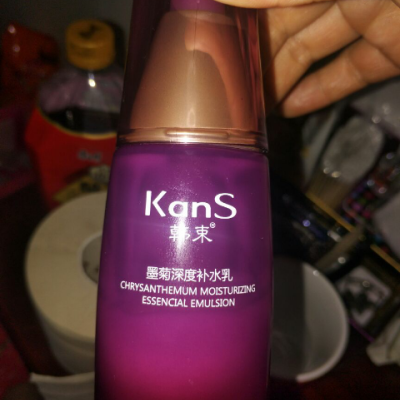 KanS
韩束®
墨菊深度补水乳
CHRYSANTHEMUM MOISTURIZING
ESSENCIAL EMULSION